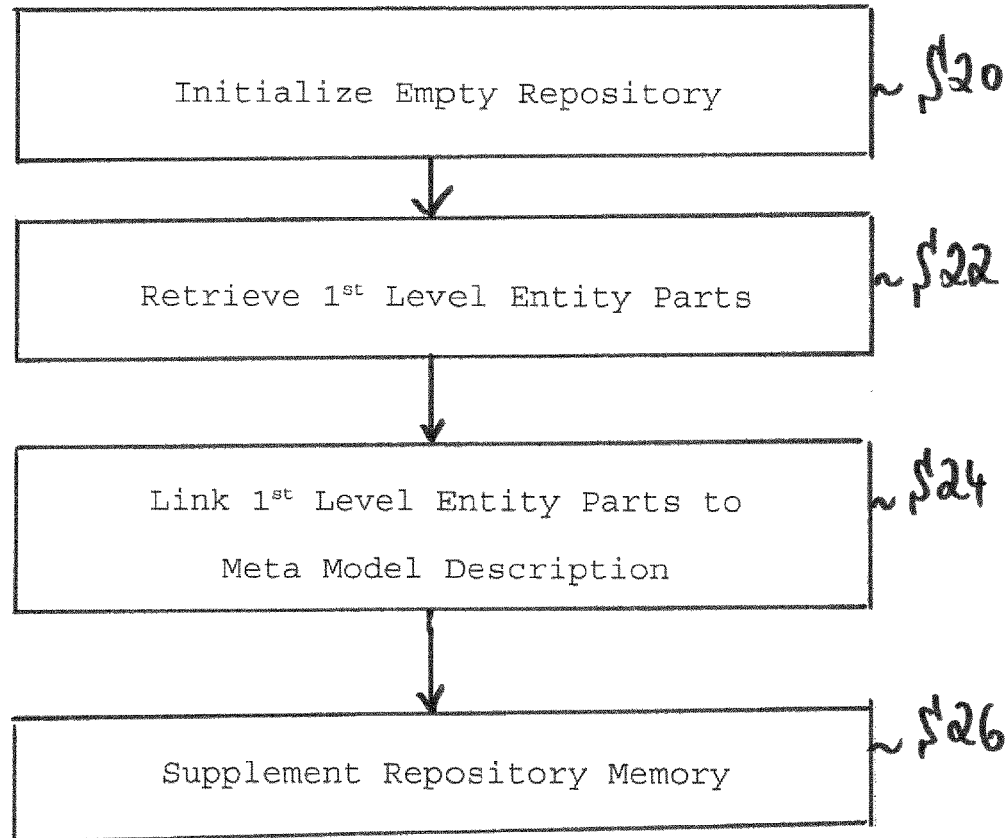 Initialize Empty Repository
~ S20
Retrieve 1st Level Entity Parts
~ S22
Link 1st Level Entity Parts to
Meta Model Description
~ S24
Supplement Repository Memory
~ S26